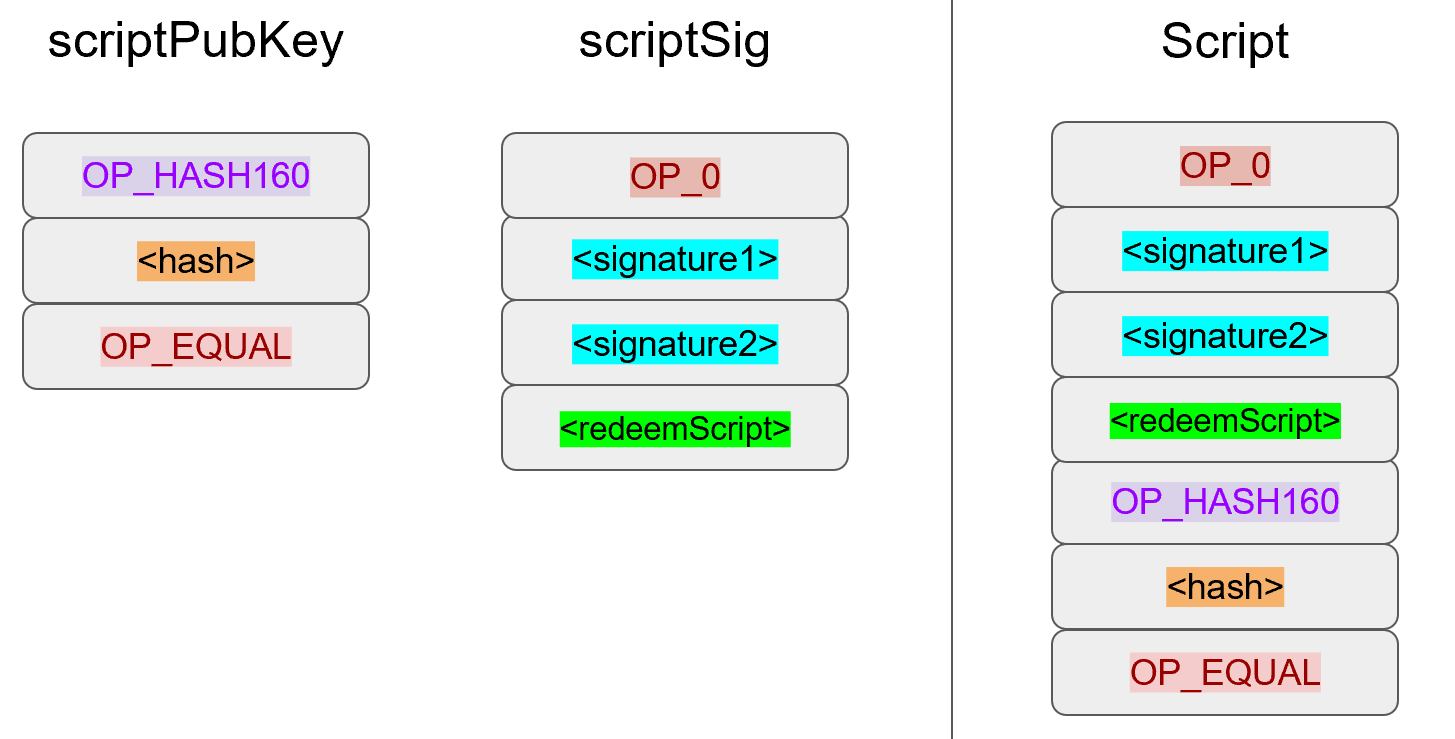 scriptPubKey
OP_HASH160
<hash>
OP_EQUAL
scriptSig
OP_0
<signature1>
<signature2>
<redeemScript>
Script
OP_0
<signature1>
<signature2>
<redeemScript>
OP_HASH160
<hash>
OP_EQUAL